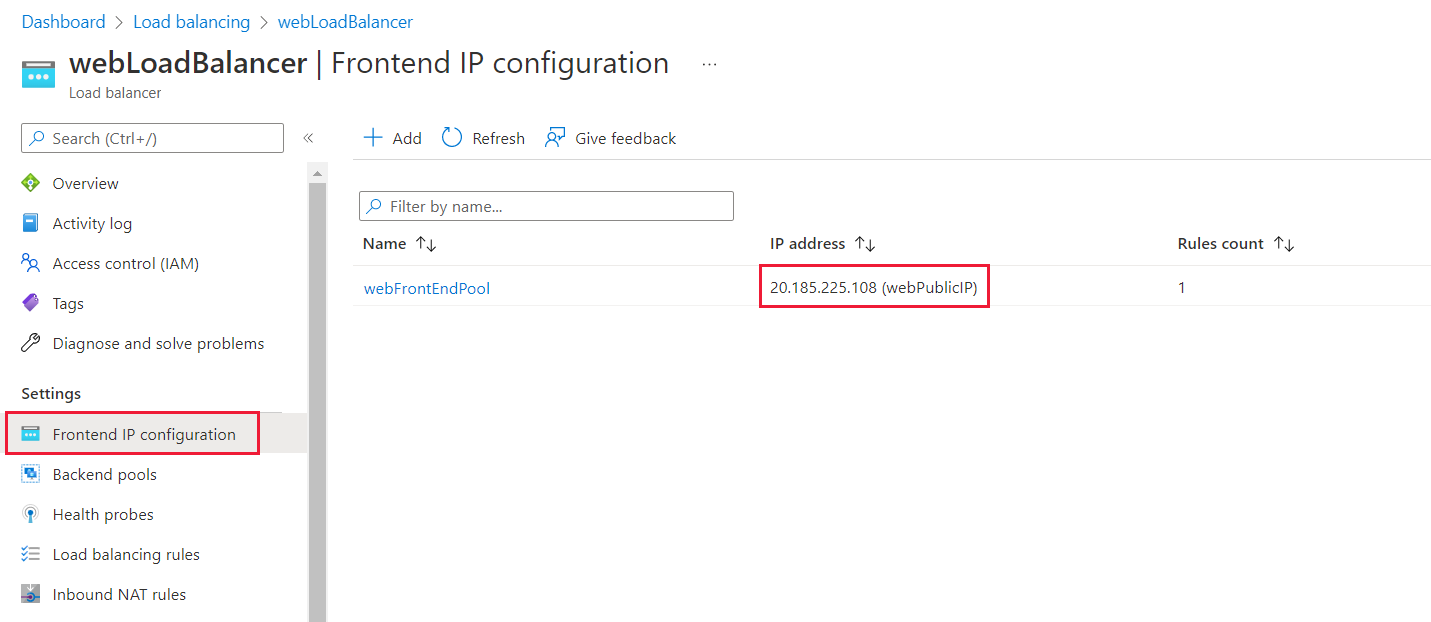 Dashboard > Load balancing > webLoadBalancer
webLoadBalancer | Frontend IP configuration ...
Load balancer
Search (Ctrl+/) «
Add Refresh Give feedback
Overview
Activity log
Access control (IAM)
Tags
Diagnose and solve problems
Settings
Frontend IP configuration
Backend pools
Health probes
Load balancing rules
Inbound NAT rules
Filter by name...
Name ↑↓ IP address ↑↓ Rules count ↑↓
webFrontEndPool 20.185.225.108 (webPublicIP) 1